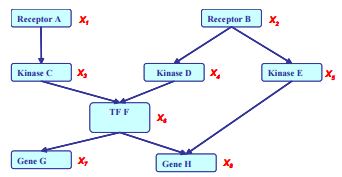 Receptor A X1 Receptor B X2
Kinase C X3 Kinase D X4 Kinase E X5
TF F X6
Gene G X7 Gene H X8